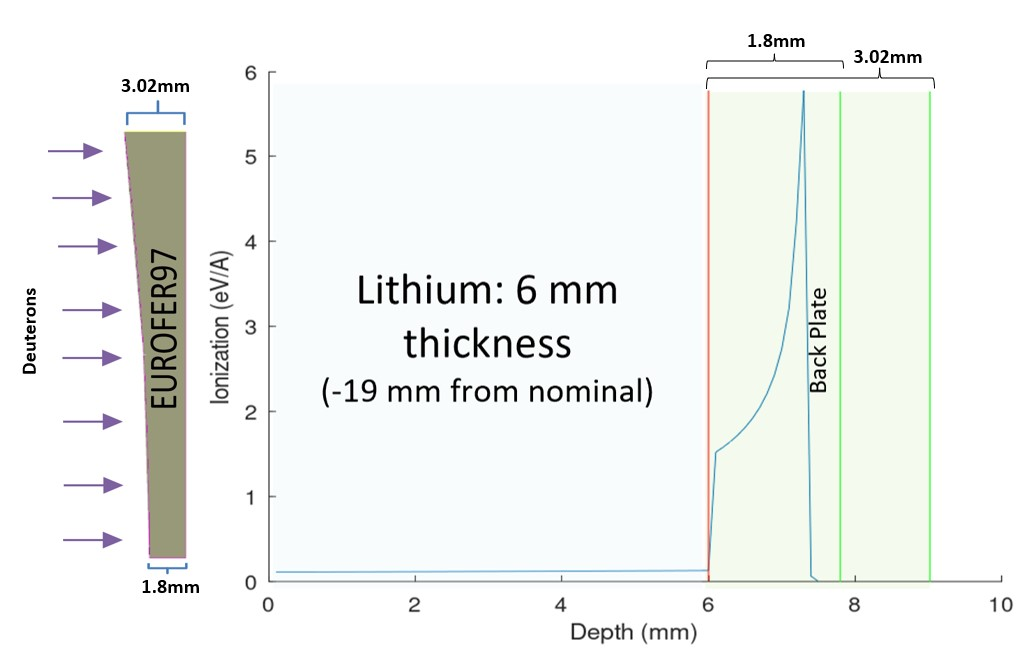 3.02mm
Deuterons
EUROFER97
1.8mm
1.8mm
3.02mm
Ionization (eV/A)
6
5
4
3
2
1
0
Lithium: 6 mm
thickness
(-19 mm from nominal)
Back Plate
0
2
4
6
8
10
Depth (mm)